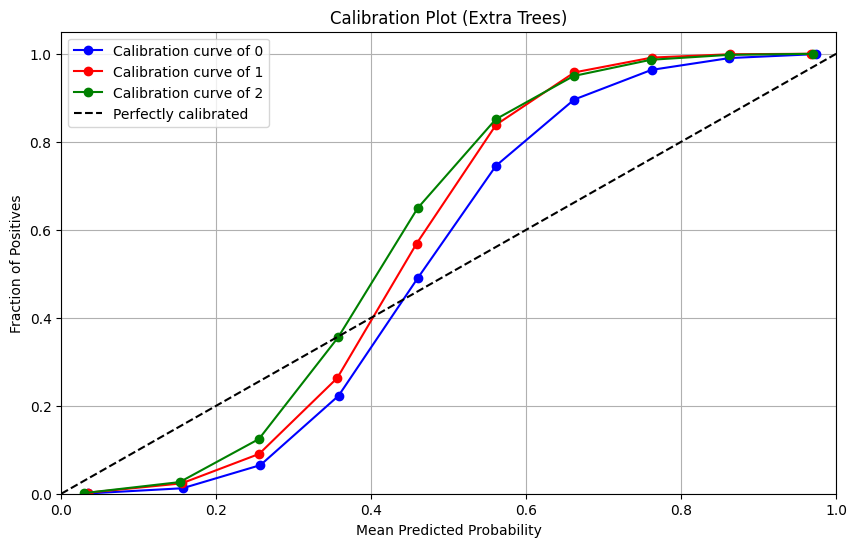 Calibration Plot (Extra Trees)
Calibration curve of 0
Calibration curve of 1
Calibration curve of 2
Perfectly calibrated
Fraction of Positives
1.0
0.8
0.6
0.4
0.2
0.0
0.0 0.2 0.4 0.6 0.8 1.0
Mean Predicted Probability